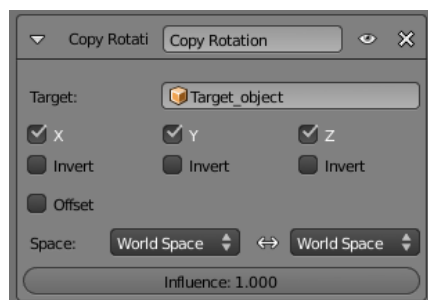 Copy Rotati Copy Rotation
Target: Target_object
X Y Z
Invert Invert Invert
Offset
Space: World Space World Space
Influence: 1.000